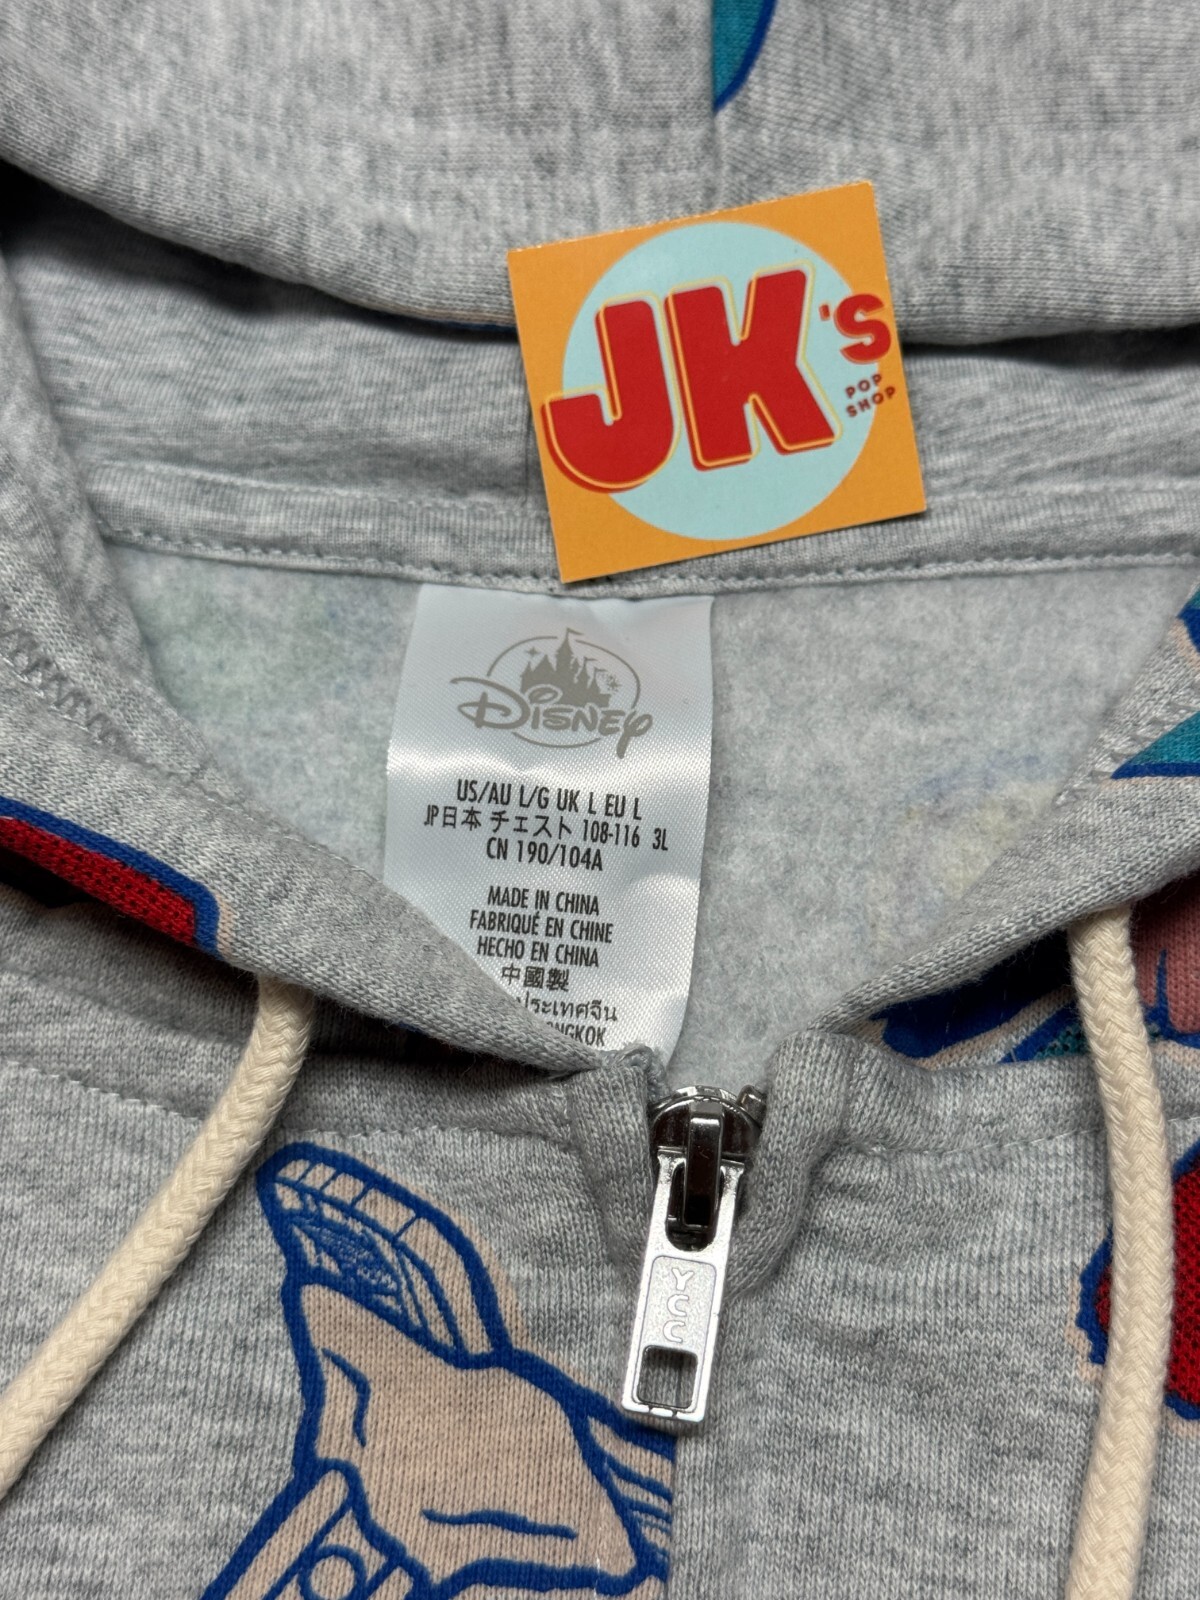 JK's
POP
SHOP
Disney
US/AU L/G UK L EU L
JP日本 チェスト 108-116 3L
CN 190/104A
MADE IN CHINA
FABRIQUÉ EN CHINE
HECHO EN CHINA
中國製
YCC